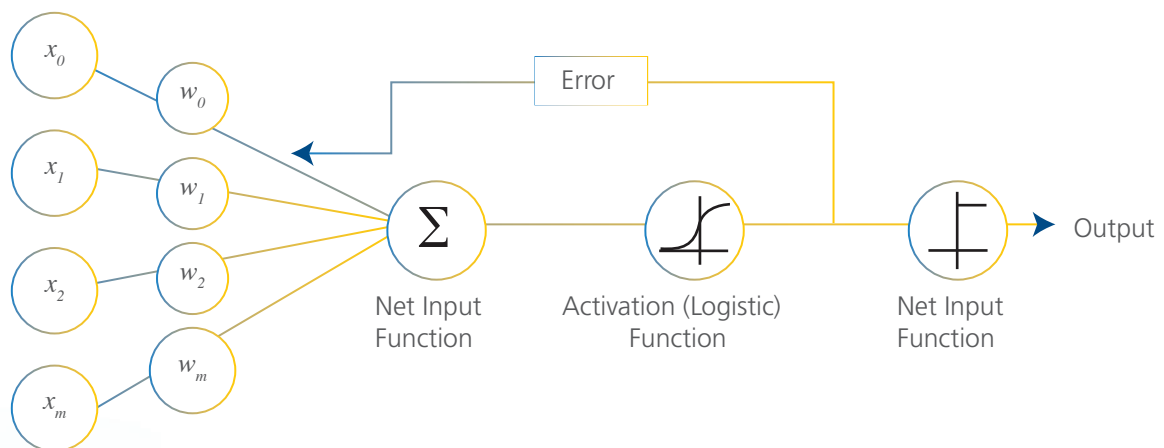 x0
w0
Error
x1
w1
Σ
Output
x2
w2
Net Input
Function
Activation (Logistic)
Function
Net Input
Function
wm
xm